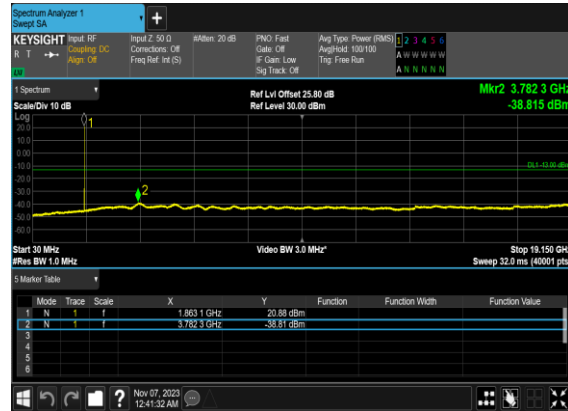 Spectrum Analyzer 1
Swept SA
+
KEYSIGHT
R T
LW
Input: RF
Coupling: DC
Align: Off
Input Z: 50 Ω
Corrections: Off
Freq Ref: Int (S)
#Atten: 20 dB
PNO: Fast
Gate: Off
IF Gain: Low
Sig Track: Off
Avg Type: Power (RMS)
Avg|Hold: 100/100
Trig: Free Run
1 2 3 4 5 6
A W W W W W
A N N N N N
1 Spectrum
Scale/Div 10 dB
Ref Lvl Offset 25.80 dB
Ref Level 30.00 dBm
Mkr2 3.782 3 GHz
-38.815 dBm
Log
20.0
10.00
0.00
-10.0
-20.0
-30.0
-40.0
-50.0
-60.0
1
2
DL1 -13.00 dBm
Start 30 MHz
#Res BW 1.0 MHz
Video BW 3.0 MHz*
Stop 19.150 GHz
Sweep 32.0 ms (40001 pts)
5 Marker Table
Mode Trace Scale X Y Function Function Width Function Value
1 N 1 f 1.863 1 GHz 20.88 dBm
2 N 1 f 3.782 3 GHz -38.81 dBm
3
4
5
6
?
Nov 07, 2023
12:41:32 AM